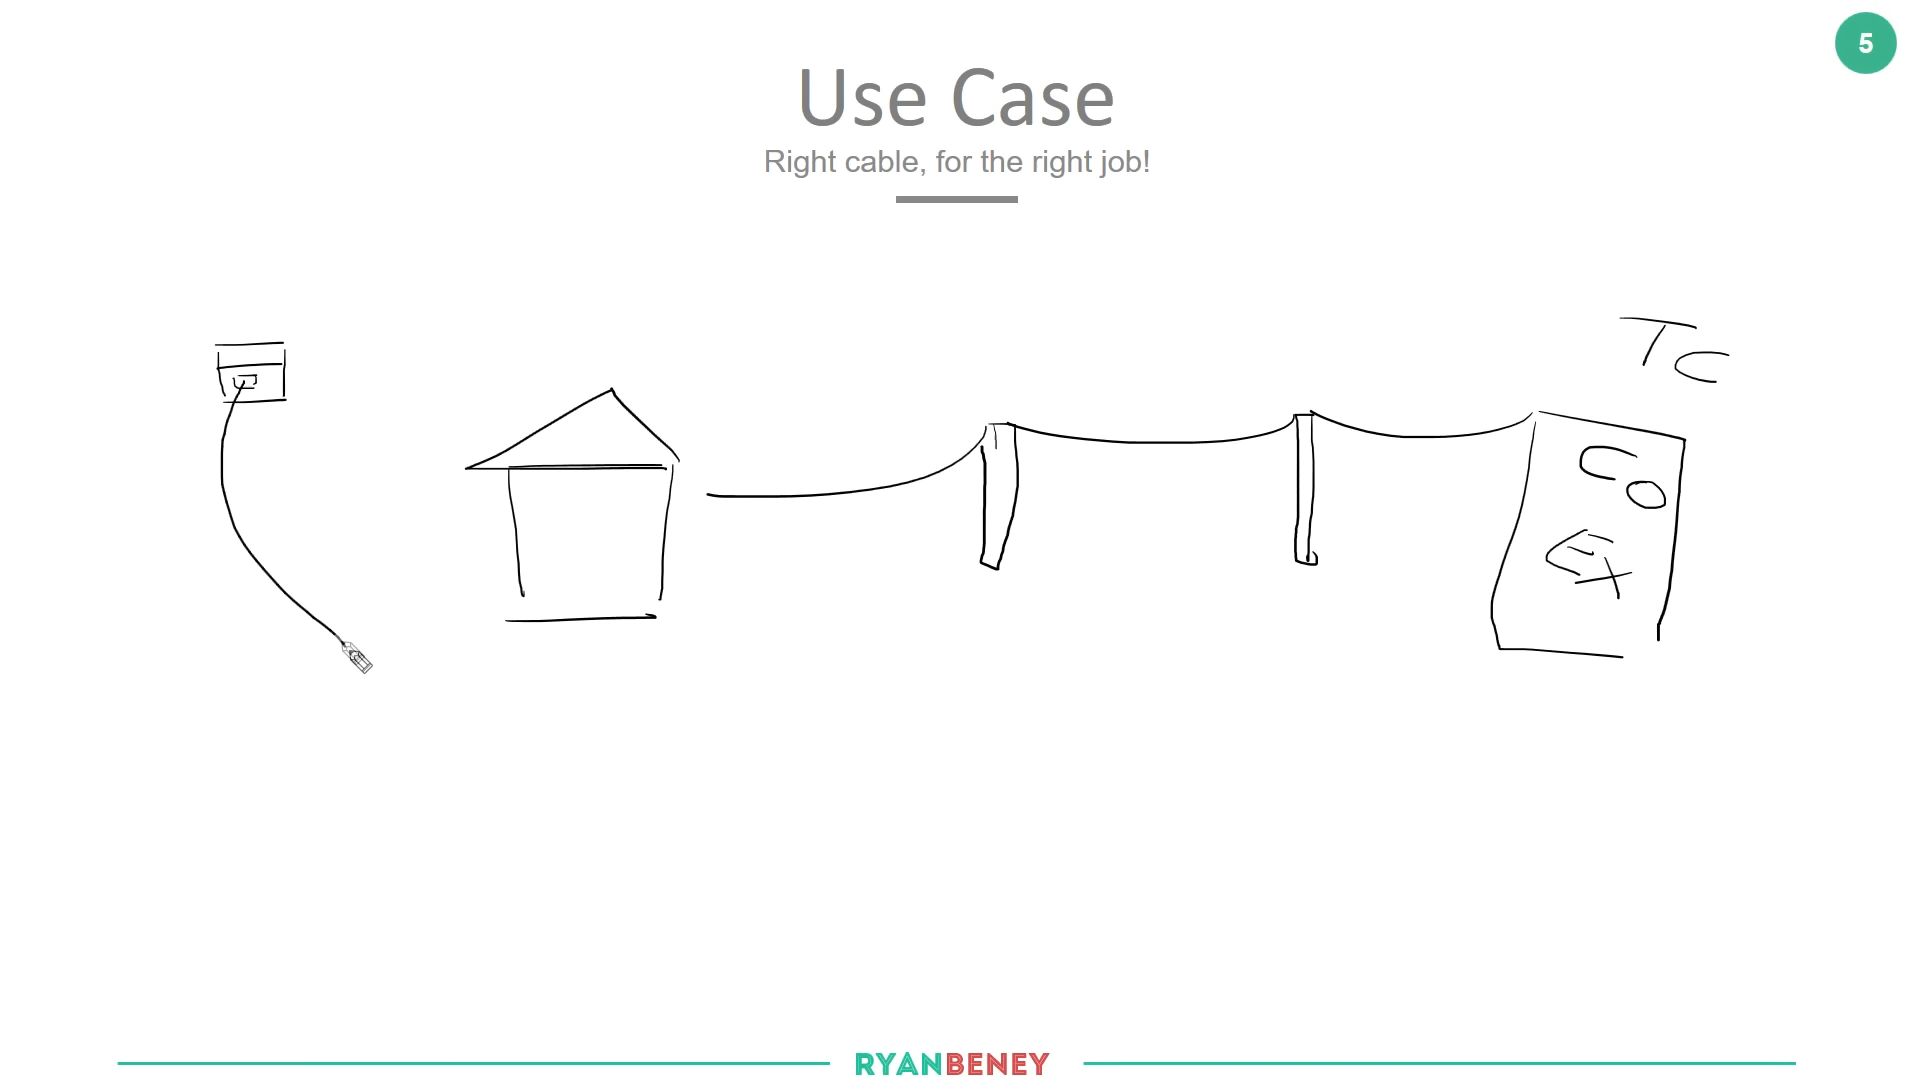 5
Use Case
Right cable, for the right job!
TC
CO
EX
RYANBENEY